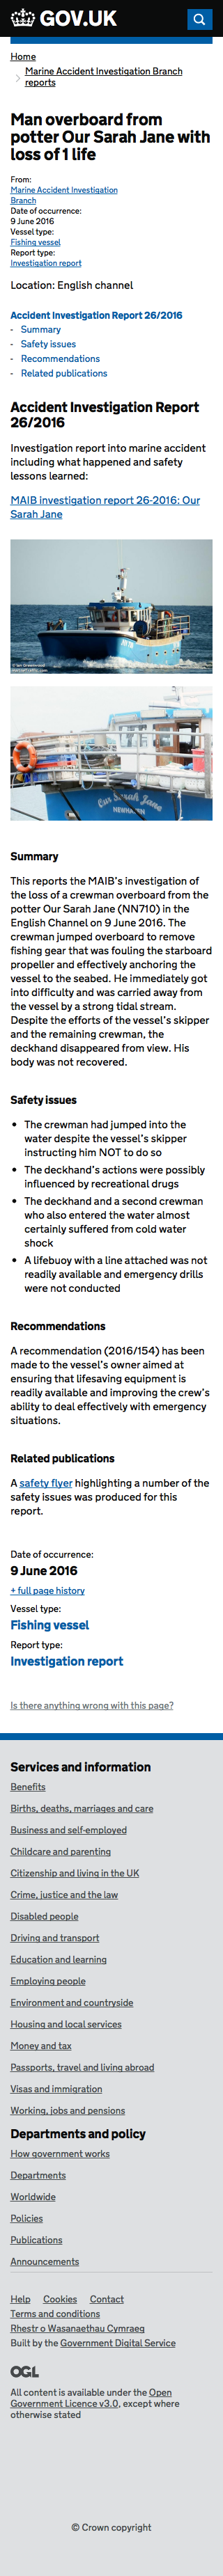 GOV.UK
Home
Marine Accident Investigation Branch
reports
Man overboard from
potter Our Sarah Jane with
loss of 1 life
From:
Marine Accident Investigation
Branch
Date of occurrence:
9 June 2016
Vessel type:
Fishing vessel
Report type:
Investigation report
Location: English channel
Accident Investigation Report 26/2016
- Summary
- Safety issues
- Recommendations
- Related publications
Accident Investigation Report
26/2016
Investigation report into marine accident
including what happened and safety
lessons learned:
MAIB investigation report 26-2016: Our
Sarah Jane
Our Sarah Jane
NEWHAVEN
Summary
This reports the MAIB's investigation of
the loss of a crewman overboard from the
potter Our Sarah Jane (NN710) in the
English Channel on 9 June 2016. The
crewman jumped overboard to remove
fishing gear that was fouling the starboard
propeller and effectively anchoring the
vessel to the seabed. He immediately got
into difficulty and was carried away from
the vessel by a strong tidal stream.
Despite the efforts of the vessel's skipper
and the remaining crewman, the
deckhand disappeared from view. His
body was not recovered.
Safety issues
• The crewman had jumped into the
water despite the vessel's skipper
instructing him NOT to do so
• The deckhand's actions were possibly
influenced by recreational drugs
• The deckhand and a second crewman
who also entered the water almost
certainly suffered from cold water
shock
• A lifebuoy with a line attached was not
readily available and emergency drills
were not conducted
Recommendations
A recommendation (2016/154) has been
made to the vessel's owner aimed at
ensuring that lifesaving equipment is
readily available and improving the crew's
ability to deal effectively with emergency
situations.
Related publications
A safety flyer highlighting a number of the
safety issues was produced for this
report.
Date of occurrence:
9 June 2016
+ full page history
Vessel type:
Fishing vessel
Report type:
Investigation report
Is there anything wrong with this page?
Services and information
Benefits
Births, deaths, marriages and care
Business and self-employed
Childcare and parenting
Citizenship and living in the UK
Crime, justice and the law
Disabled people
Driving and transport
Education and learning
Employing people
Environment and countryside
Housing and local services
Money and tax
Passports, travel and living abroad
Visas and immigration
Working, jobs and pensions
Departments and policy
How government works
Departments
Worldwide
Policies
Publications
Announcements
Help Cookies Contact
Terms and conditions
Rhestr o Wasanaethau Cymraeg
Built by the Government Digital Service
OGL
All content is available under the Open
Government Licence v3.0, except where
otherwise stated
© Crown copyright